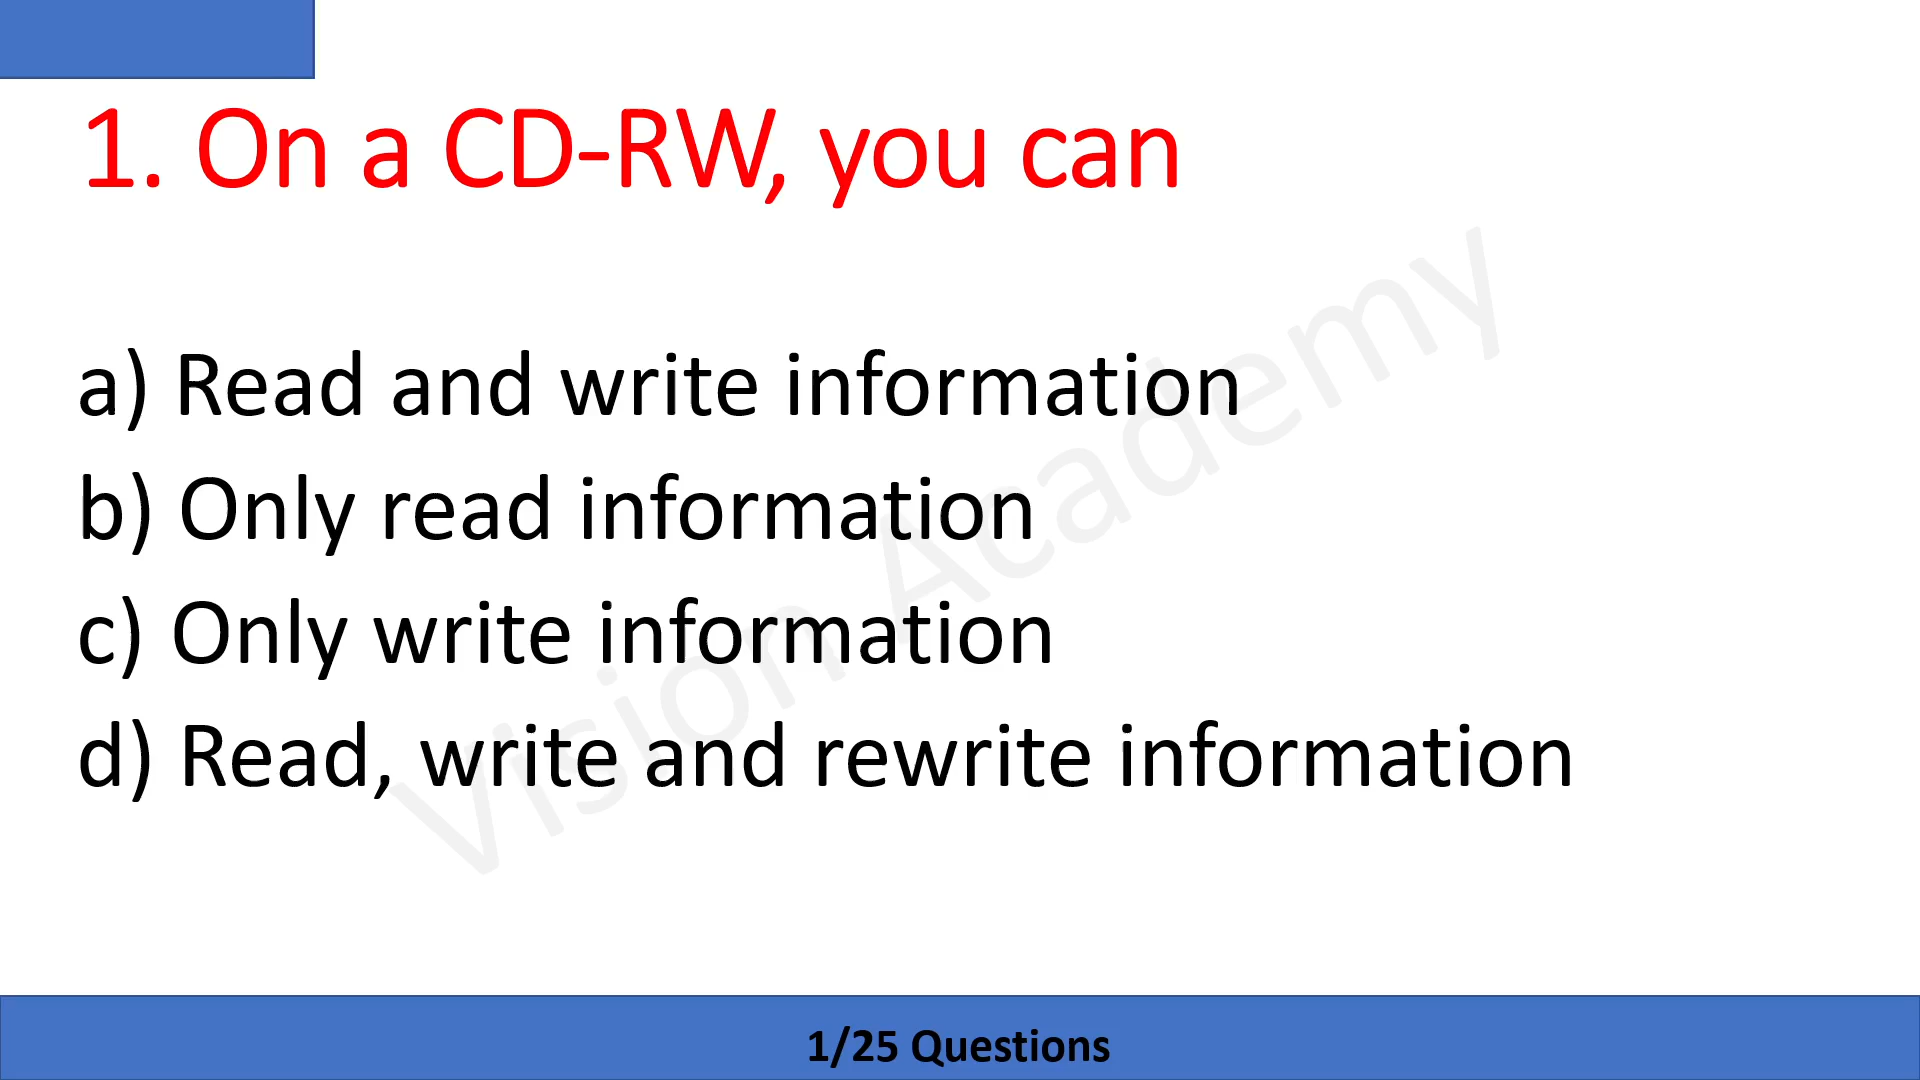 1. On a CD-RW, you can
a) Read and write information
b) Only read information
c) Only write information
d) Read, write and rewrite information
Vision Academy
1/25 Questions